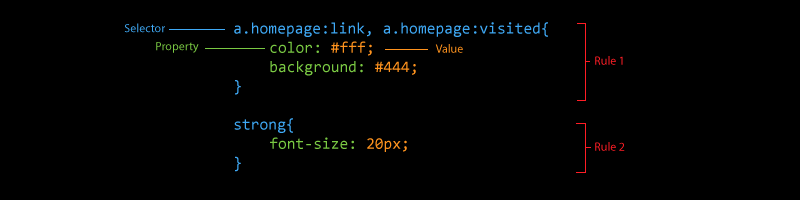 Selector a.homepage:link, a.homepage:visited{
Property color: #fff; Value
background: #444;
}
Rule 1
strong{
font-size: 20px;
}
Rule 2